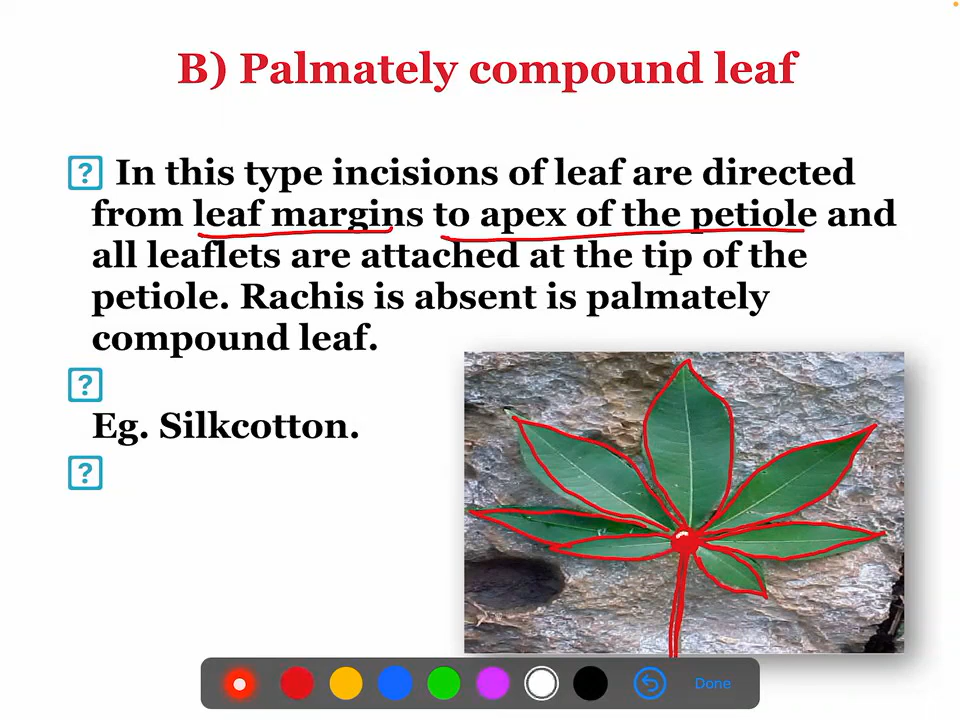 B) Palmately compound leaf
? In this type incisions of leaf are directed
from leaf margins to apex of the petiole and
all leaflets are attached at the tip of the
petiole. Rachis is absent is palmately
compound leaf.
?
Eg. Silkcotton.
?
Done